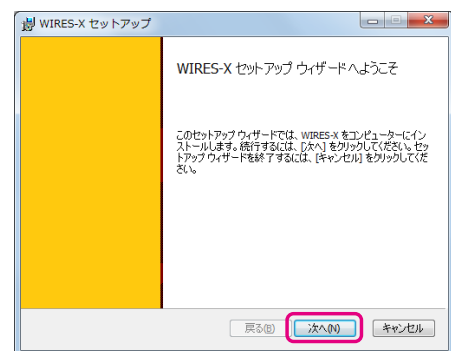 WIRES-X セットアップ
WIRES-X セットアップ ウィザードへようこそ
このセットアップ ウィザードでは、WIRES-X をコンピューターにイン
ストールします。続行するには、[次へ] をクリックしてください。セッ
トアップ ウィザードを終了するには、[キャンセル] をクリックしてくだ
さい。
戻る(B) 次へ(N) キャンセル